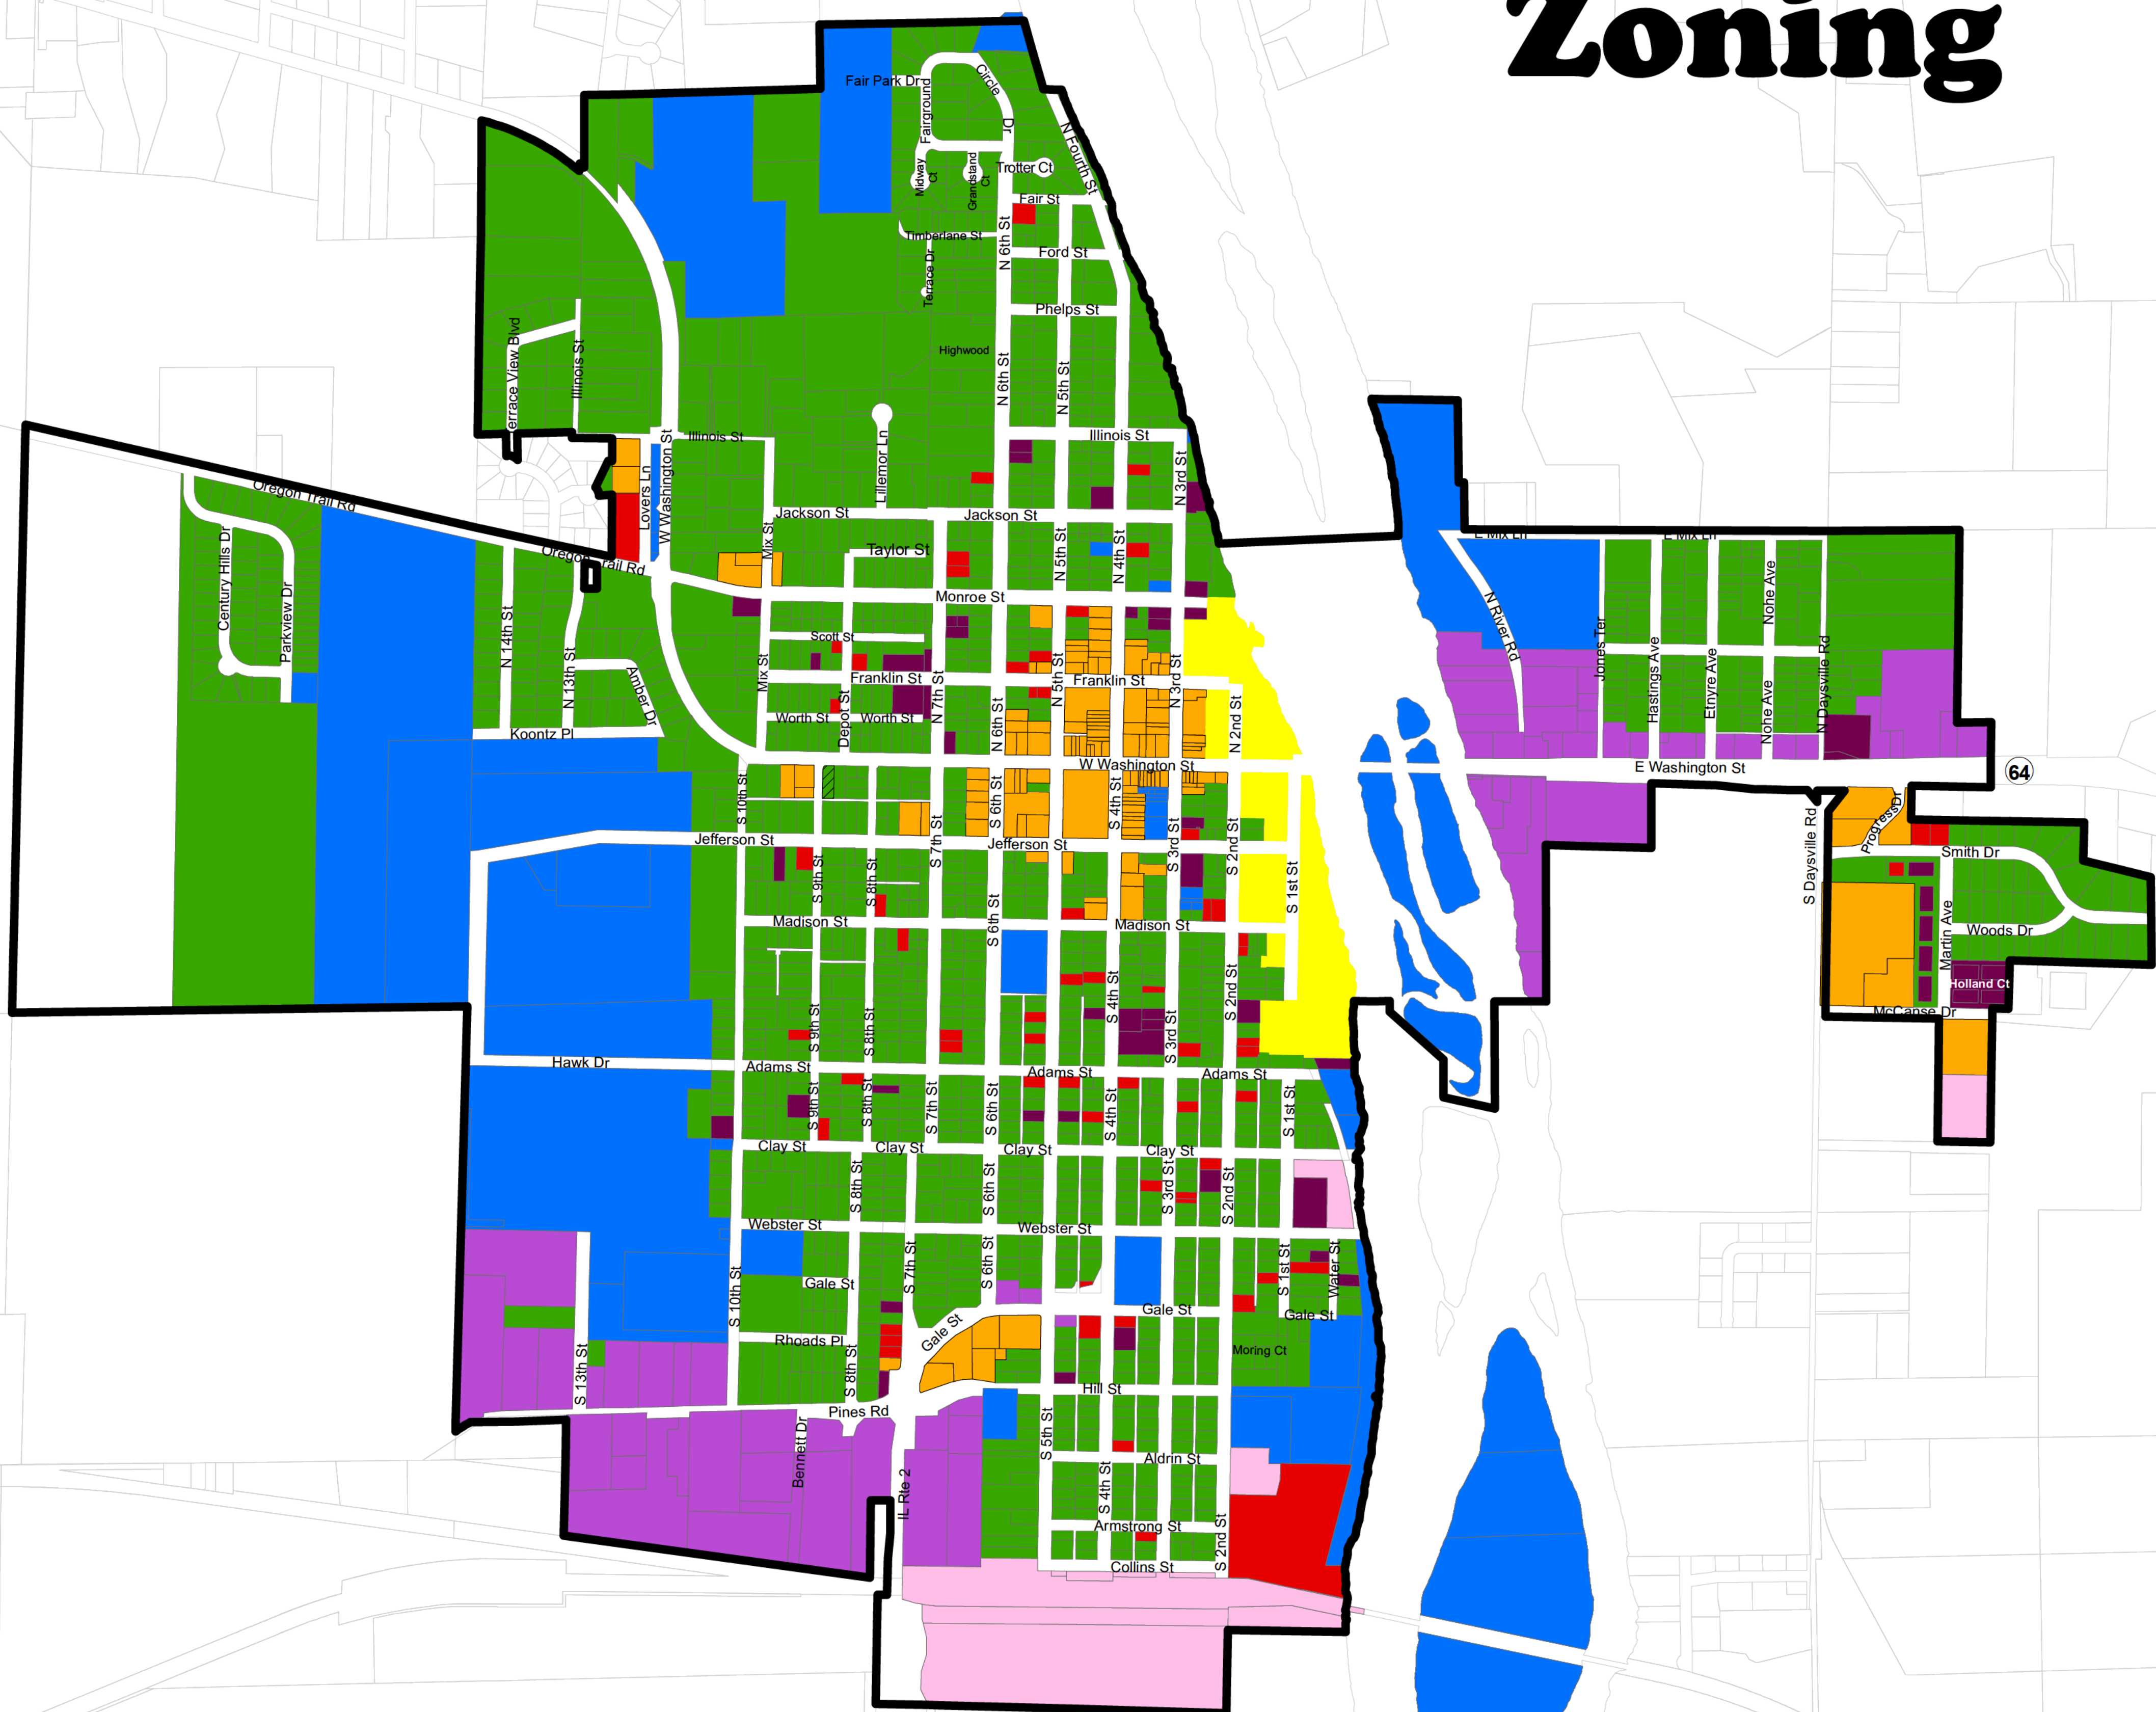 Zoning
Fair Park Dr
Fairground
Circle
Dr
N Fourth St
Midway
Ct
Grandstand
Ct
Trotter Ct
Fair St
Timberlane St
Terrace Dr
N 6th St
Ford St
Phelps St
Highwood
N 6th St
N 5th St
Terrace View Blvd
Illinois St
Illinois St
Illinois St
Lillemor Ln
N 3rd St
Lovers Ln
W Washington St
Oregon Trail Rd
Jackson St
Jackson St
Mix St
Taylor St
N 5th St
N 4th St
Oregon Trail Rd
Century Hills Dr
Parkview Dr
N 14th St
N 13th St
Amber Dr
Koontz Pl
Monroe St
Scott St
Mix St
Franklin St
Franklin St
N 7th St
N 5th St
N 3rd St
Worth St
Worth St
Depot St
N 6th St
N 2nd St
W Washington St
E Mix Ln
E Mix Ln
N River Rd
Jones Ter
Hastings Ave
Etnyre Ave
Nohe Ave
Nohe Ave
N Daysville Rd
E Washington St
64
S Daysville Rd
Progress Dr
Smith Dr
Martin Ave
Woods Dr
Holland Ct
McCanse Dr
S 10th St
S 6th St
S 4th St
Jefferson St
Jefferson St
S 7th St
S 3rd St
S 2nd St
S 9th St
S 8th St
S 1st St
Madison St
Madison St
S 6th St
S 9th St
S 8th St
S 4th St
S 3rd St
S 2nd St
Hawk Dr
Adams St
Adams St
Adams St
S 9th St
S 8th St
S 7th St
S 6th St
S 4th St
S 1st St
Clay St
Clay St
Clay St
Clay St
S 8th St
S 6th St
S 3rd St
S 2nd St
Webster St
Webster St
S 10th St
S 7th St
S 6th St
S 1st St
Water St
Gale St
Gale St
Gale St
Gale St
Rhoads Pl
S 8th St
S 13th St
Moring Ct
Hill St
Pines Rd
Bennett Dr
IL Rte 2
S 5th St
Aldrin St
S 4th St
Armstrong St
S 2nd St
Collins St